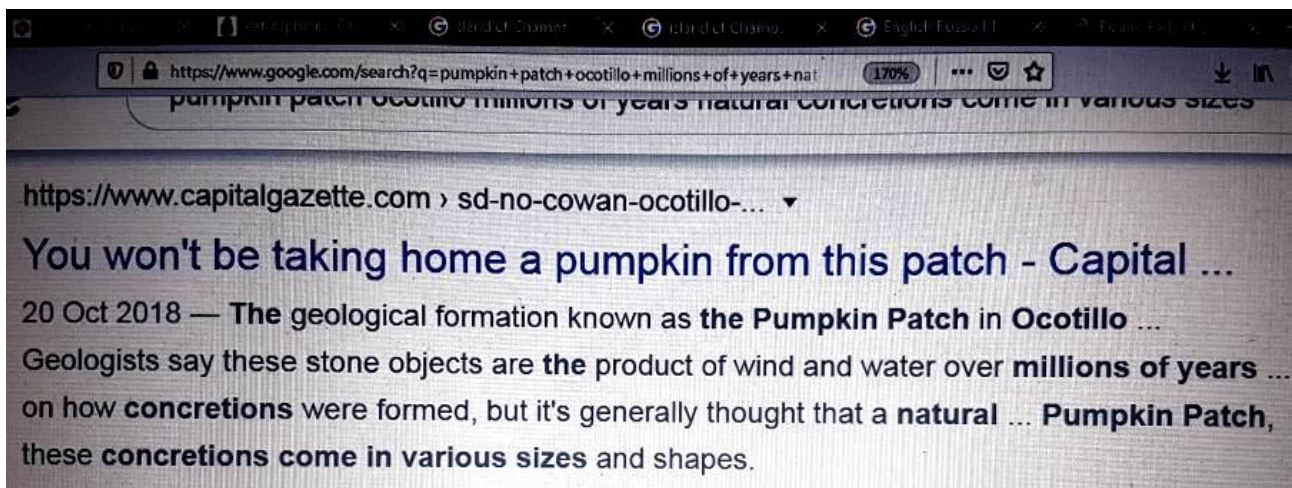 https://www.google.com/search?q=pumpkin+patch+ocotillo+millions+of+years+nat 170%
pumpkin patch ocotillo millions of years natural concretions come in various sizes
https://www.capitalgazette.com › sd-no-cowan-ocotillo-...
You won't be taking home a pumpkin from this patch - Capital ...
20 Oct 2018 — The geological formation known as the Pumpkin Patch in Ocotillo ...
Geologists say these stone objects are the product of wind and water over millions of years ...
on how concretions were formed, but it's generally thought that a natural ... Pumpkin Patch,
these concretions come in various sizes and shapes.